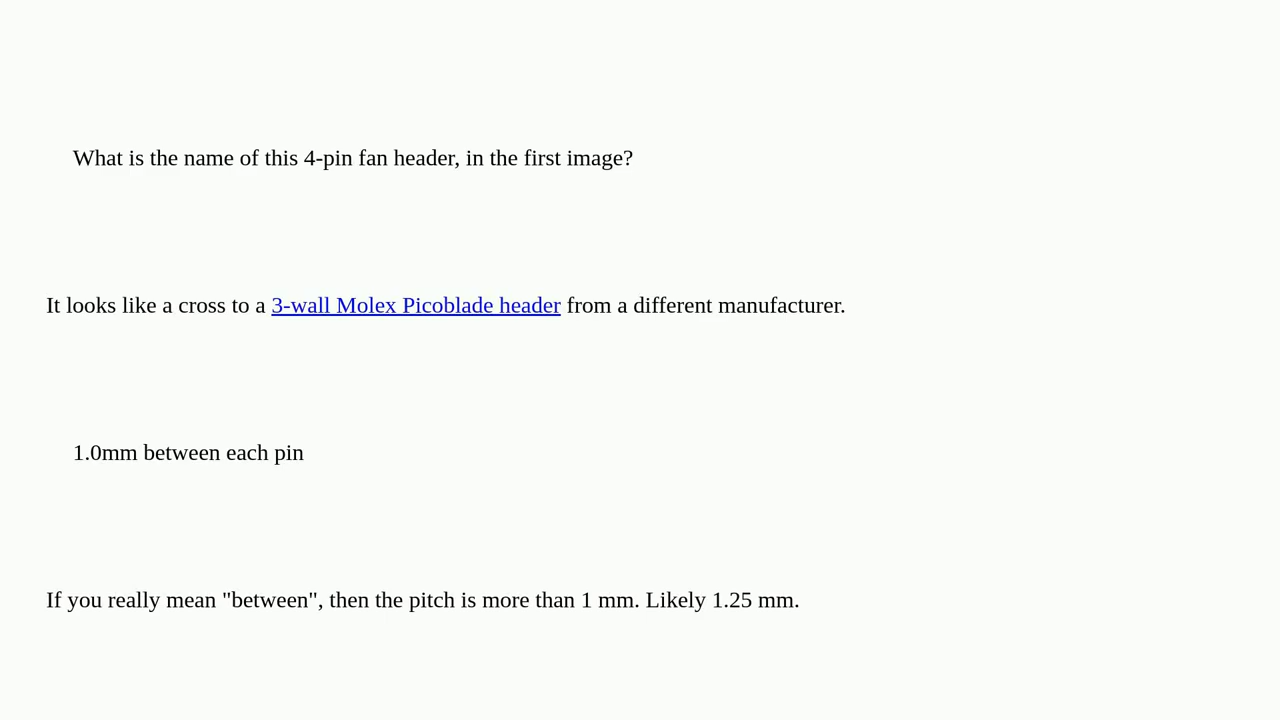 What is the name of this 4-pin fan header, in the first image?
It looks like a cross to a 3-wall Molex Picoblade header from a different manufacturer.
1.0mm between each pin
If you really mean "between", then the pitch is more than 1 mm. Likely 1.25 mm.